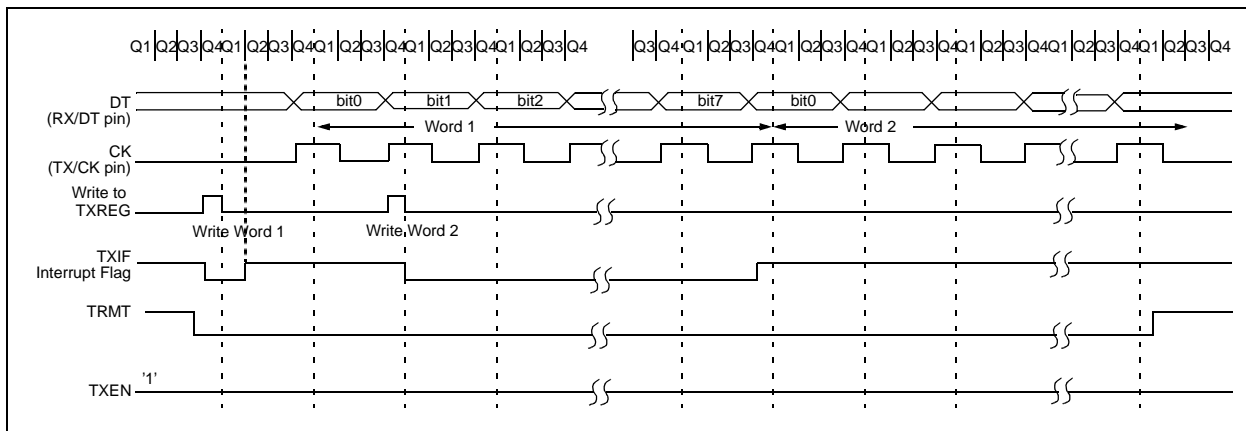 Q1 Q2 Q3 Q4 Q1 Q2 Q3 Q4 Q1 Q2 Q3 Q4 Q2 Q3 Q4 Q1 Q2 Q3 Q4 Q3 Q4 Q1 Q2 Q3 Q4 Q1 Q2 Q3 Q4 Q1 Q2 Q3 Q4 Q1 Q2 Q3 Q4 Q1 Q2 Q3 Q4 Q1 Q2 Q3 Q4
DT bit0 bit1 bit2 bit7 bit0
(RX/DT pin)
Word 1 Word 2
CK
(TX/CK pin)
Write to
TXREG
Write Word 1 Write Word 2
TXIF
Interrupt Flag
TRMT
'1'
TXEN